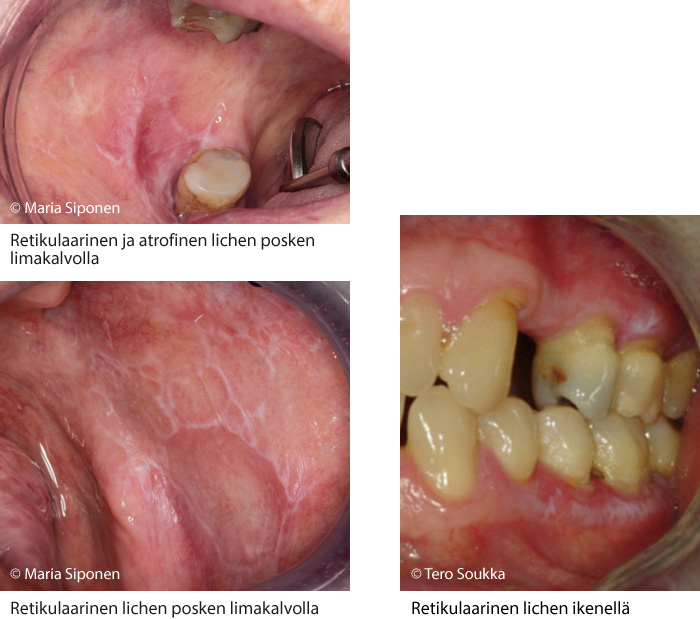 © Maria Siponen
Retikulaarinen ja atrofinen lichen posken
limakalvolla
© Maria Siponen
Retikulaarinen lichen posken limakalvolla
© Tero Soukka
Retikulaarinen lichen ikenellä